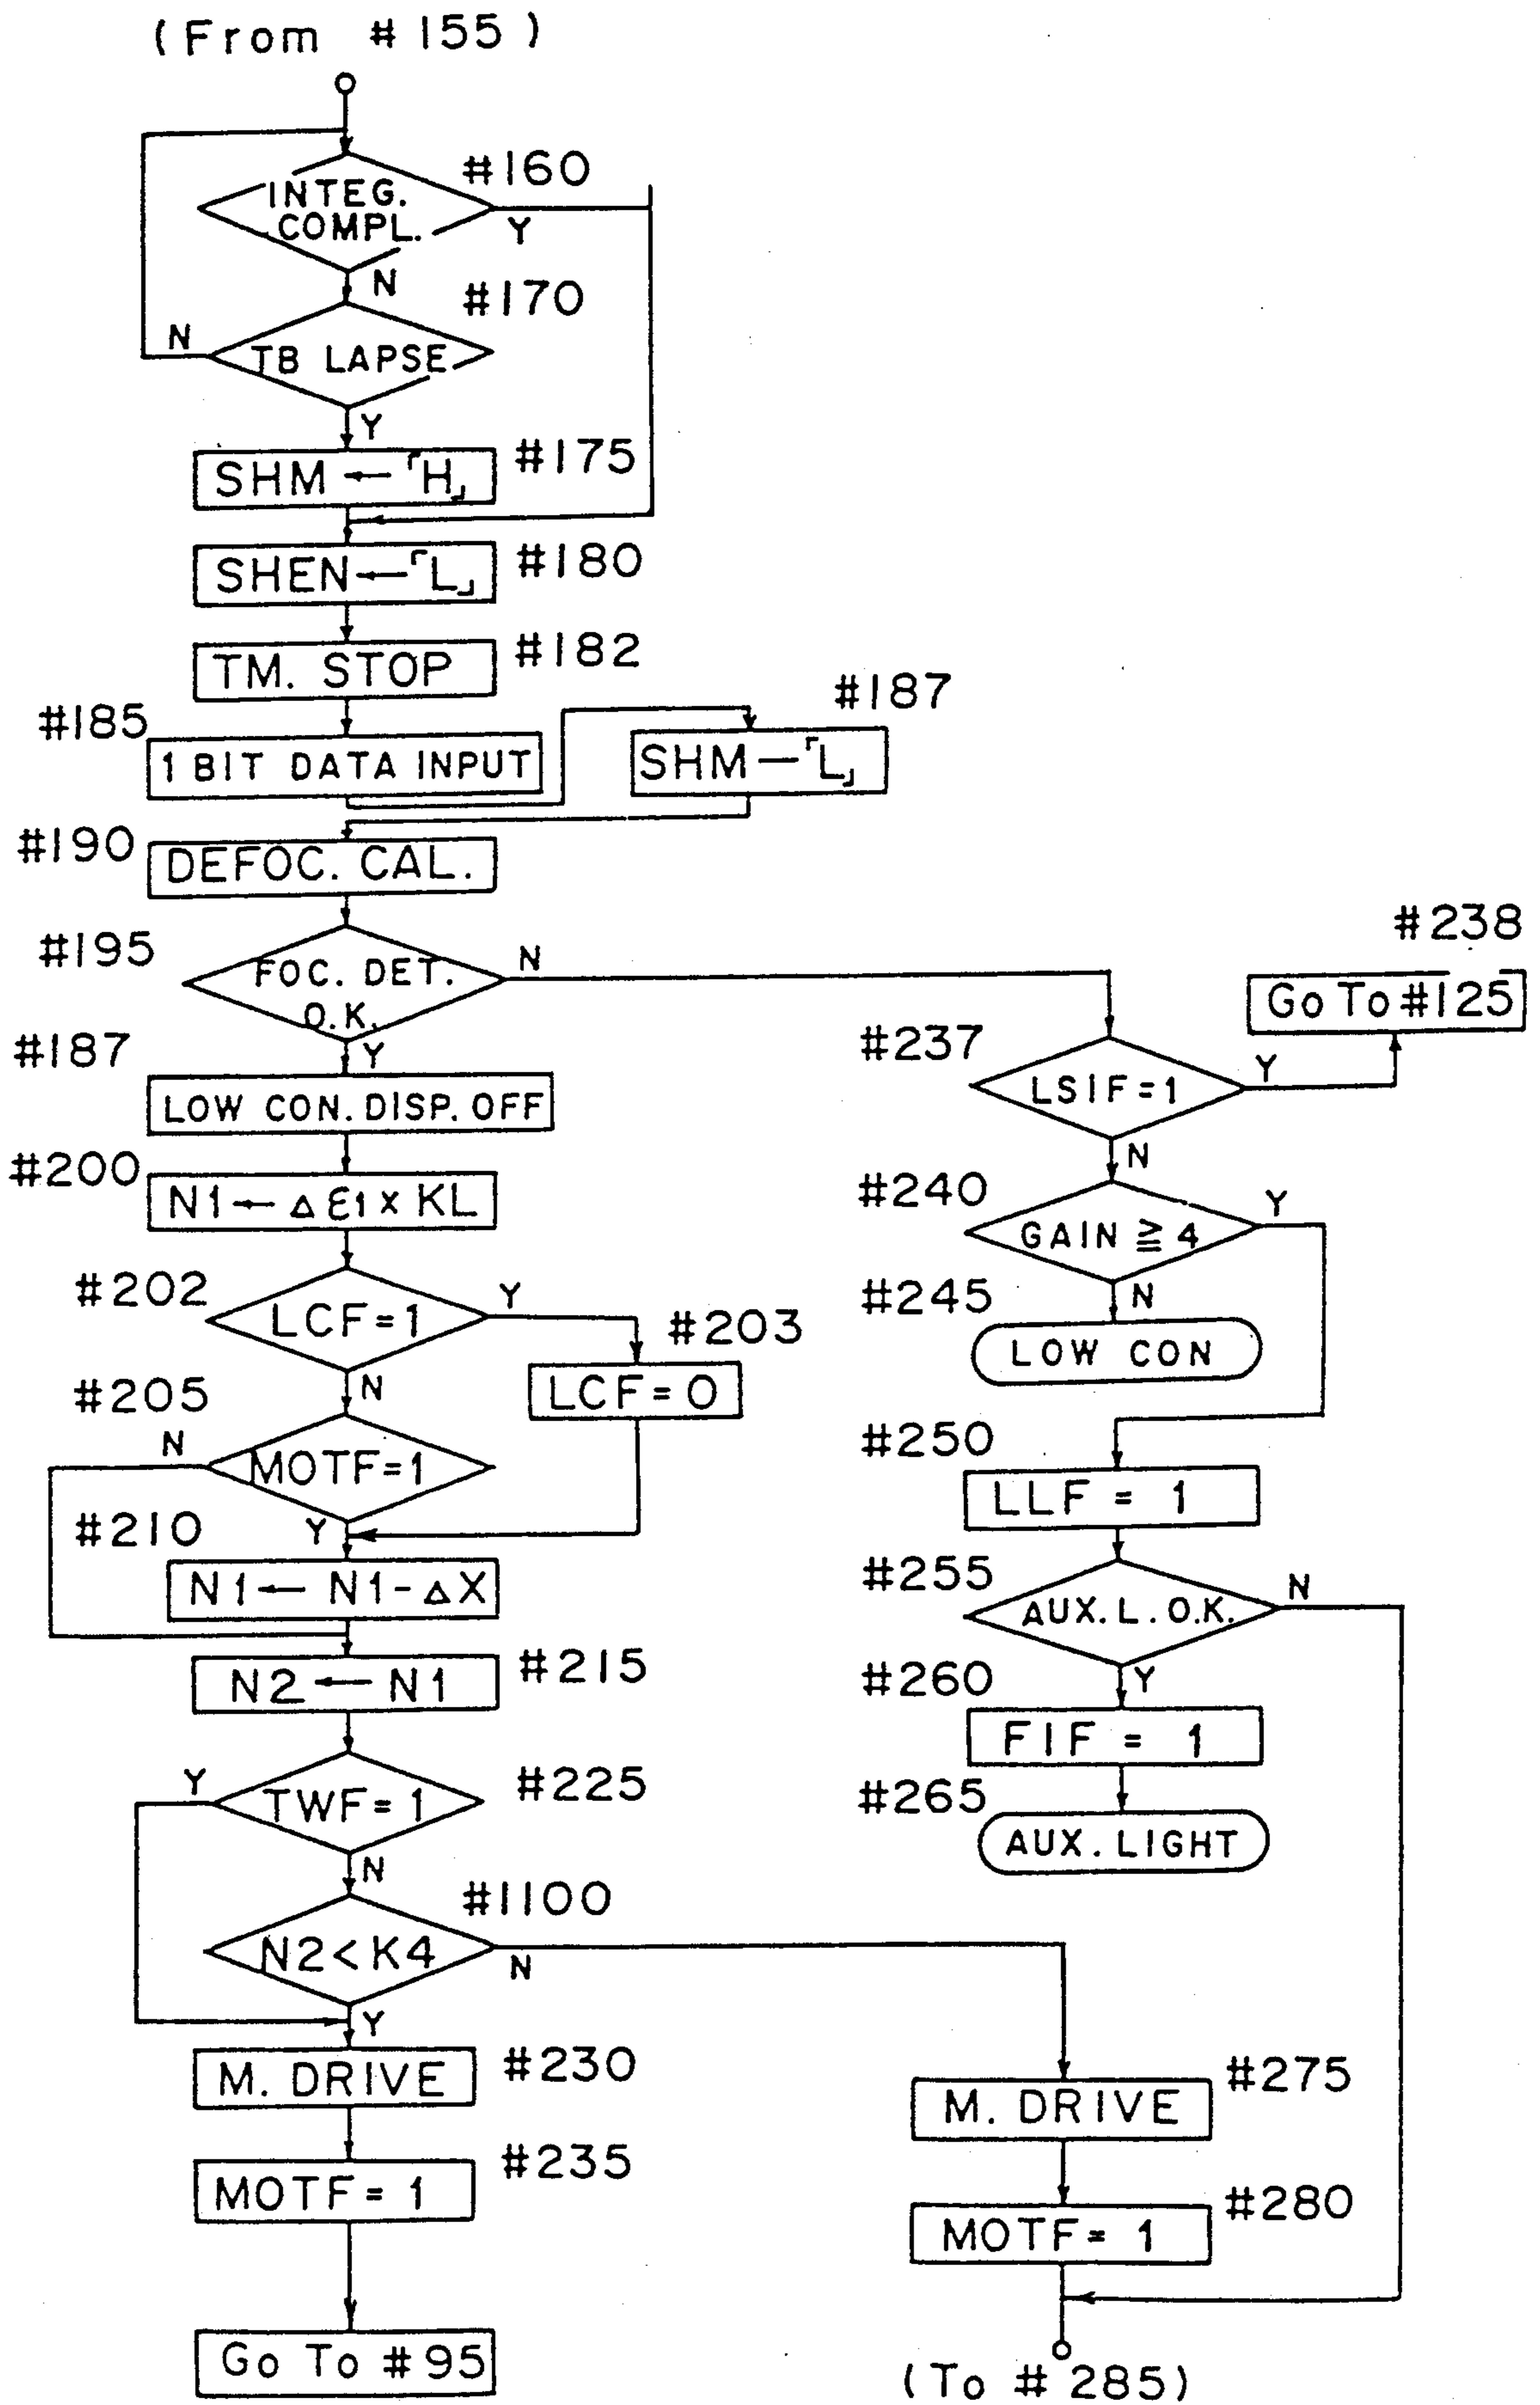 (From #155)
#160
INTEG.
COMPL.
Y
N
#170
N
TB LAPSE
Y
SHM ← 「H」
#175
SHEN ← 「L」
#180
TM. STOP
#182
#185
1 BIT DATA INPUT
#187
SHM — 「L」
#190
DEFOC. CAL.
#195
FOC. DET.
O.K.
N
Y
#187
LOW CON. DISP. OFF
#200
N1 ← Δ ε1 x KL
#202
LCF = 1
Y
N
#203
LCF = 0
#205
N
MOTF = 1
Y
#210
N1 ← N1 - ΔX
N2 ← N1
#215
Y
TWF = 1
#225
N
#1100
N2 < K4
N
Y
M. DRIVE
#230
MOTF = 1
#235
Go To #95
#238
Go To #125
#237
LSIF = 1
Y
N
#240
GAIN ≧ 4
Y
N
#245
LOW CON
#250
LLF = 1
#255
AUX. L. O.K.
N
Y
#260
FIF = 1
#265
AUX. LIGHT
M. DRIVE
#275
MOTF = 1
#280
(To #285)